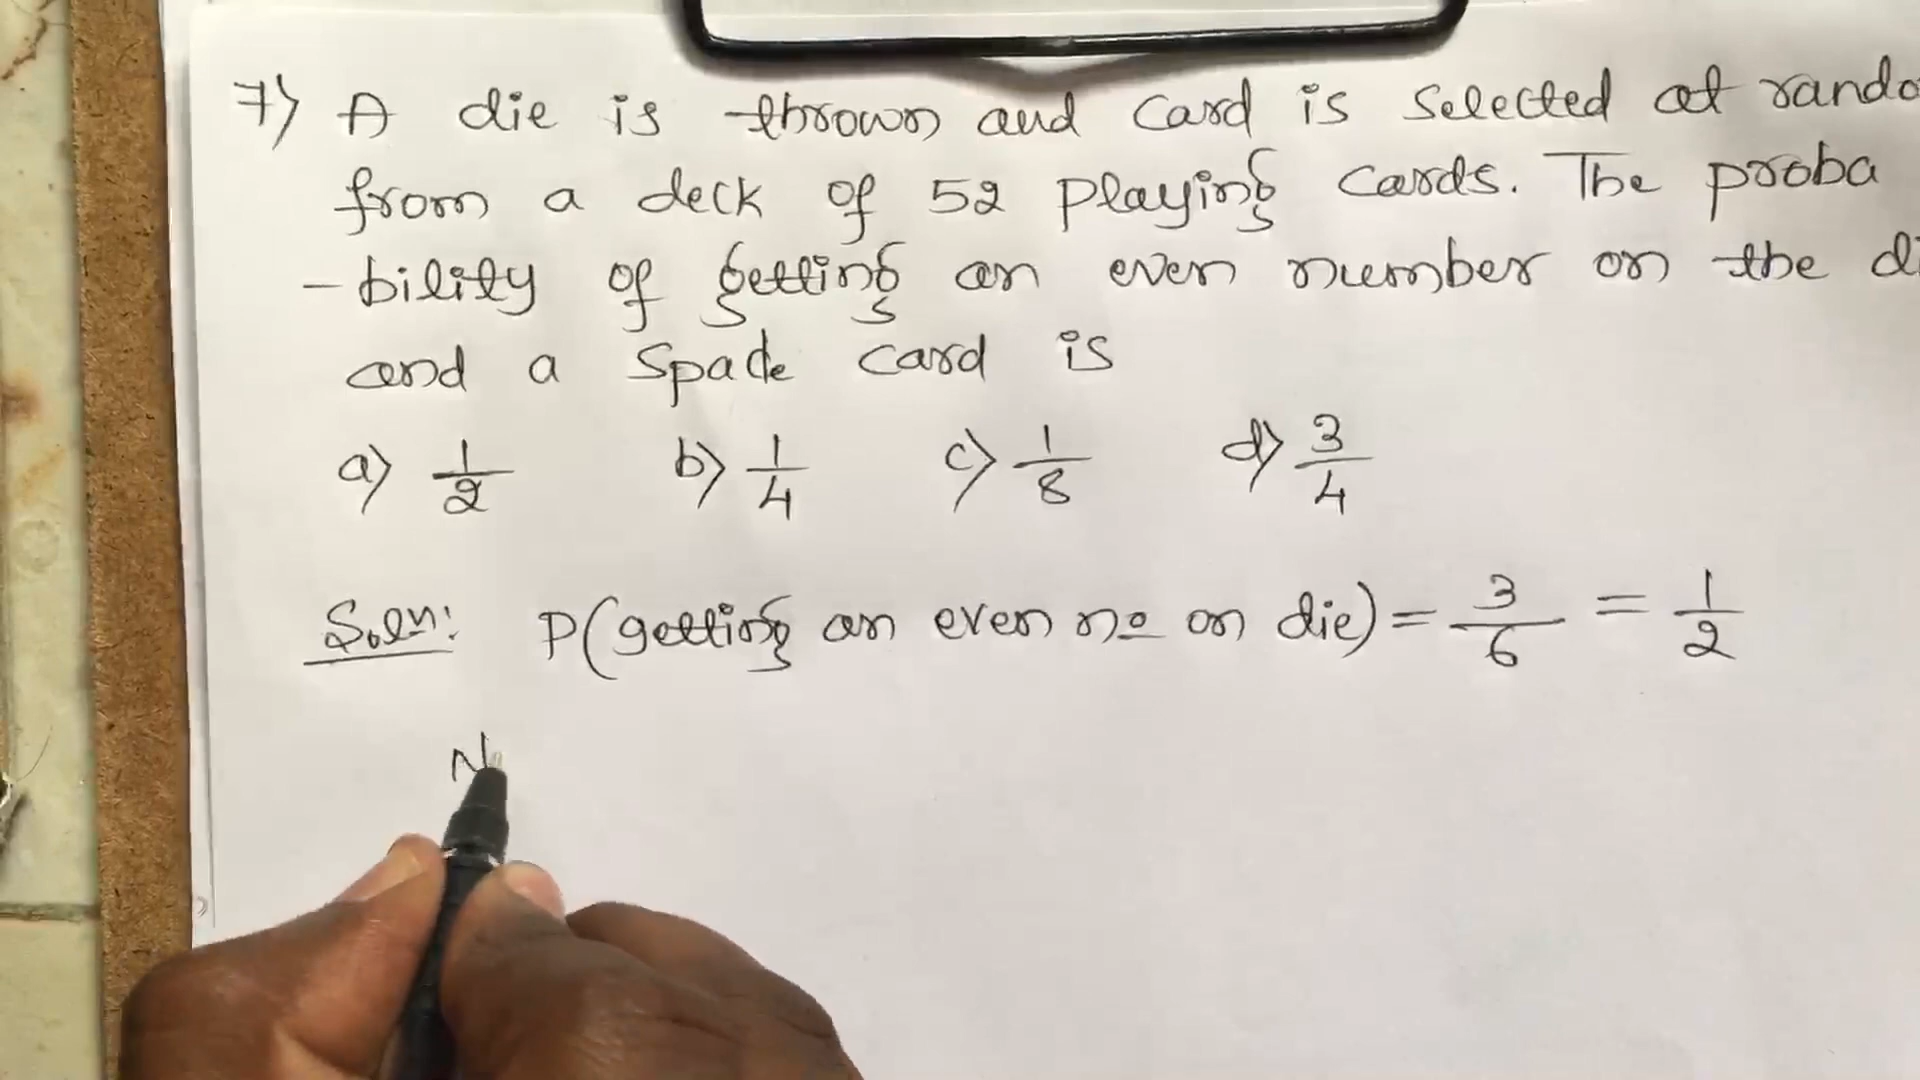 7) A die is thrown and card is selected at rando
from a deck of 52 playing cards. The proba
-bility of getting an even number on the di
and a spade card is
a) 1/2 b) 1/4 c) 1/8 d) 3/4
Soln: P(getting an even no on die) = 3/6 = 1/2
N